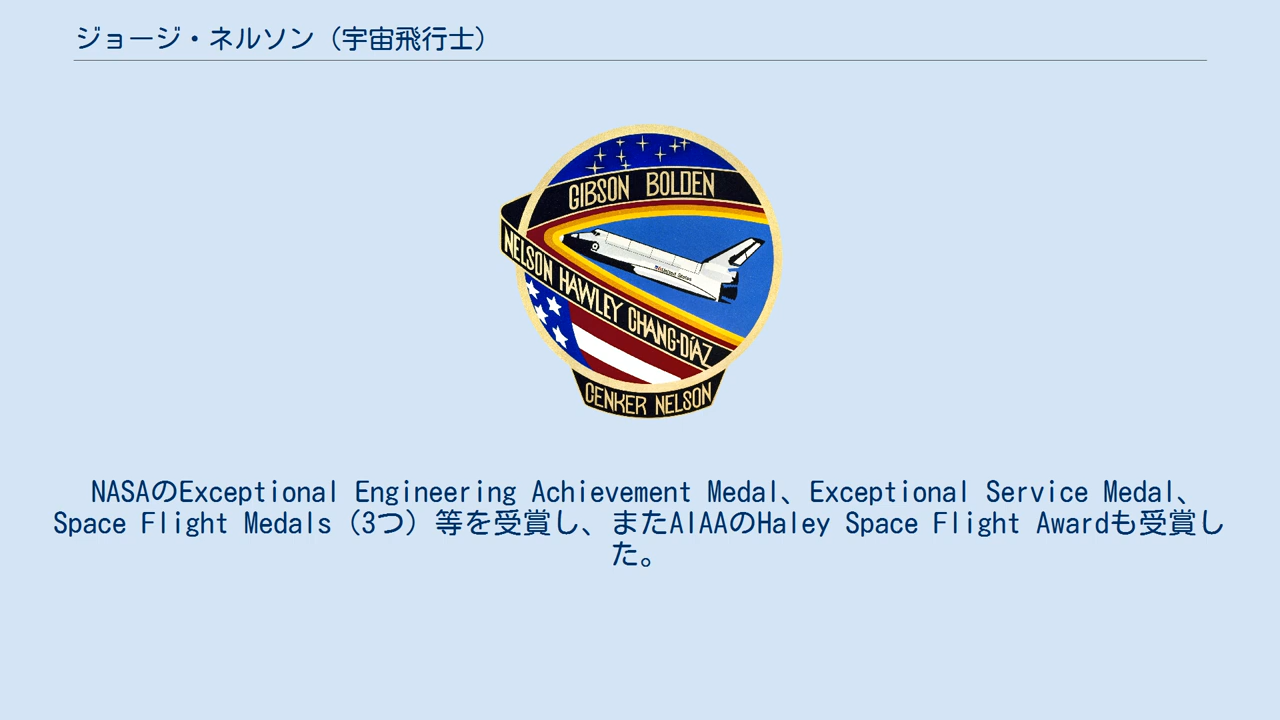 ジョージ・ネルソン（宇宙飛行士）
GIBSON BOLDEN
NELSON HAWLEY CHANG-DÍAZ
CENKER NELSON
NASAのExceptional Engineering Achievement Medal、Exceptional Service Medal、
Space Flight Medals（3つ）等を受賞し、またAIAAのHaley Space Flight Awardも受賞し
た。